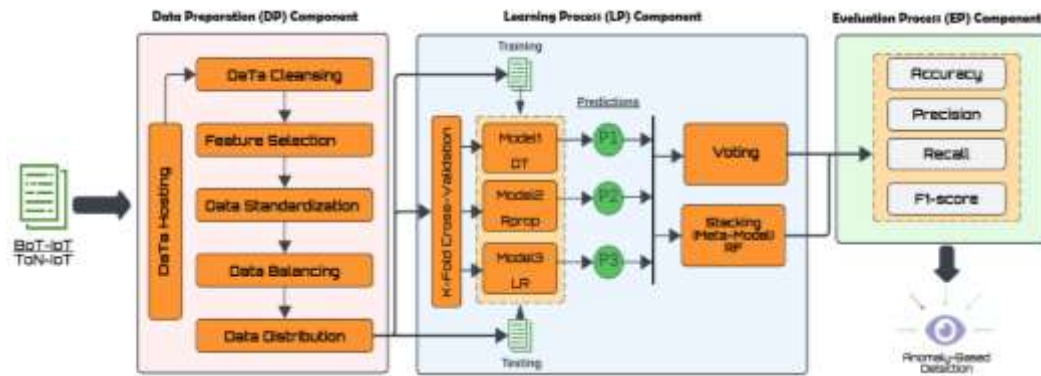 Data Preparation (DP) Component
Learning Process (LP) Component
Evaluation Process (EP) Component
BoT-IoT
ToN-IoT
DaTa Hosting
DaTa Cleansing
Feature Selection
Data Standardization
Data Balancing
Data Distribution
Training
K-Fold Cross-Validation
Model1
DT
Model2
Rprop
Model3
LR
Testing
Predictions
P1
P2
P3
Voting
Stacking
(Meta-Model)
RF
Accuracy
Precision
Recall
F1-score
Anomaly-Based
Detection